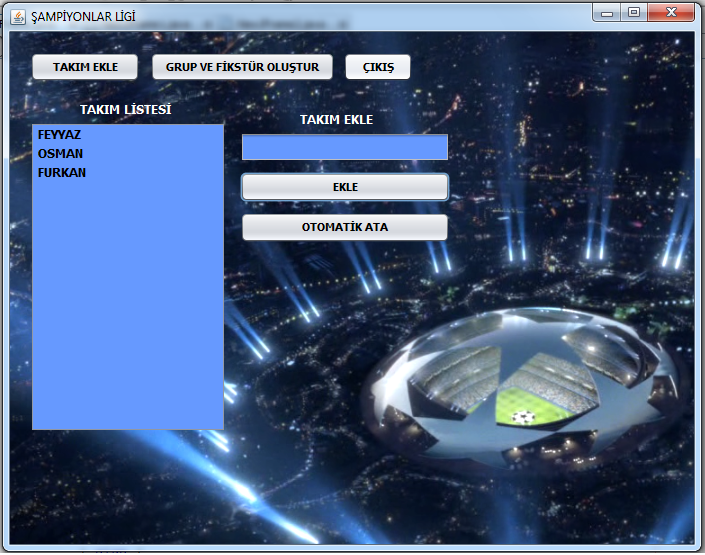 ŞAMPİYONLAR LİGİ
TAKIM EKLE
GRUP VE FİKSTÜR OLUŞTUR
ÇIKIŞ
TAKIM LİSTESİ
FEYYAZ
OSMAN
FURKAN
TAKIM EKLE
EKLE
OTOMATİK ATA